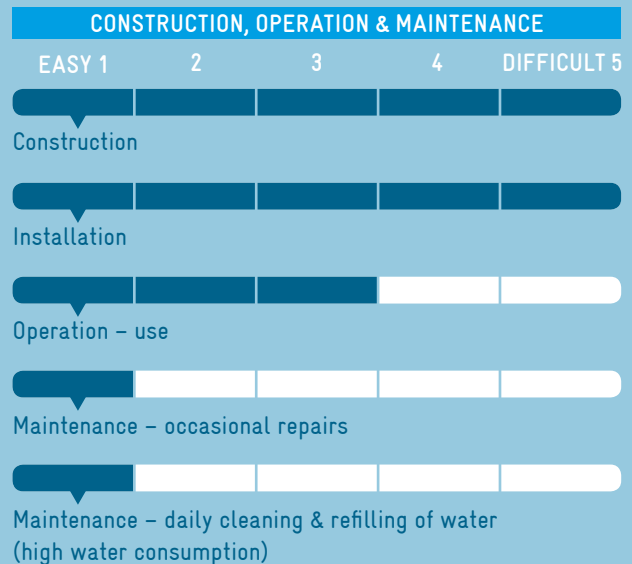 CONSTRUCTION, OPERATION & MAINTENANCE
EASY 1 2 3 4 DIFFICULT 5
Construction
Installation
Operation – use
Maintenance – occasional repairs
Maintenance – daily cleaning & refilling of water
(high water consumption)